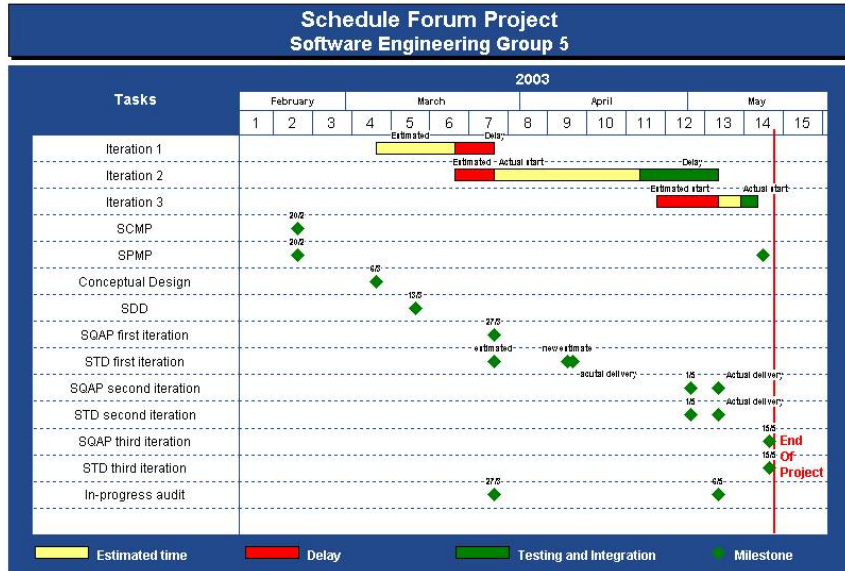 Schedule Forum Project
Software Engineering Group 5
Tasks
2003
February March April May
1 2 3 4 5 6 7 8 9 10 11 12 13 14 15
Estimated Delay
Iteration 1
Estimated - Actual start Delay
Iteration 2
Estimated start Actual start
Iteration 3
20/2
SCMP
20/2
SPMP
6/3
Conceptual Design
13/3
SDD
27/3
SQAP first iteration
estimated new estimate
STD first iteration
acutal delivery
1/5 Actual delivery
SQAP second iteration
1/5 Actual delivery
STD second iteration
15/5
SQAP third iteration End
15/5 Of
STD third iteration Project
27/3 6/5
In-progress audit
Estimated time Delay Testing and Integration Milestone